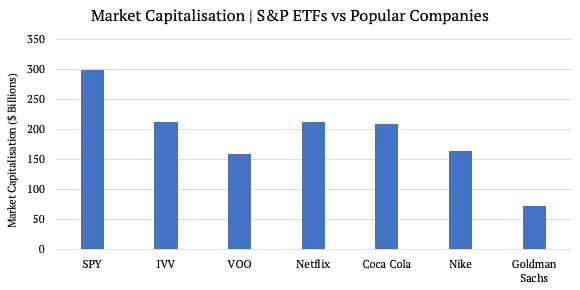 Market Capitalisation | S&P ETFs vs Popular Companies
Market Capitalisation ($ Billions)
350
300
250
200
150
100
50
0
SPY
IVV
VOO
Netflix
Coca Cola
Nike
Goldman
Sachs